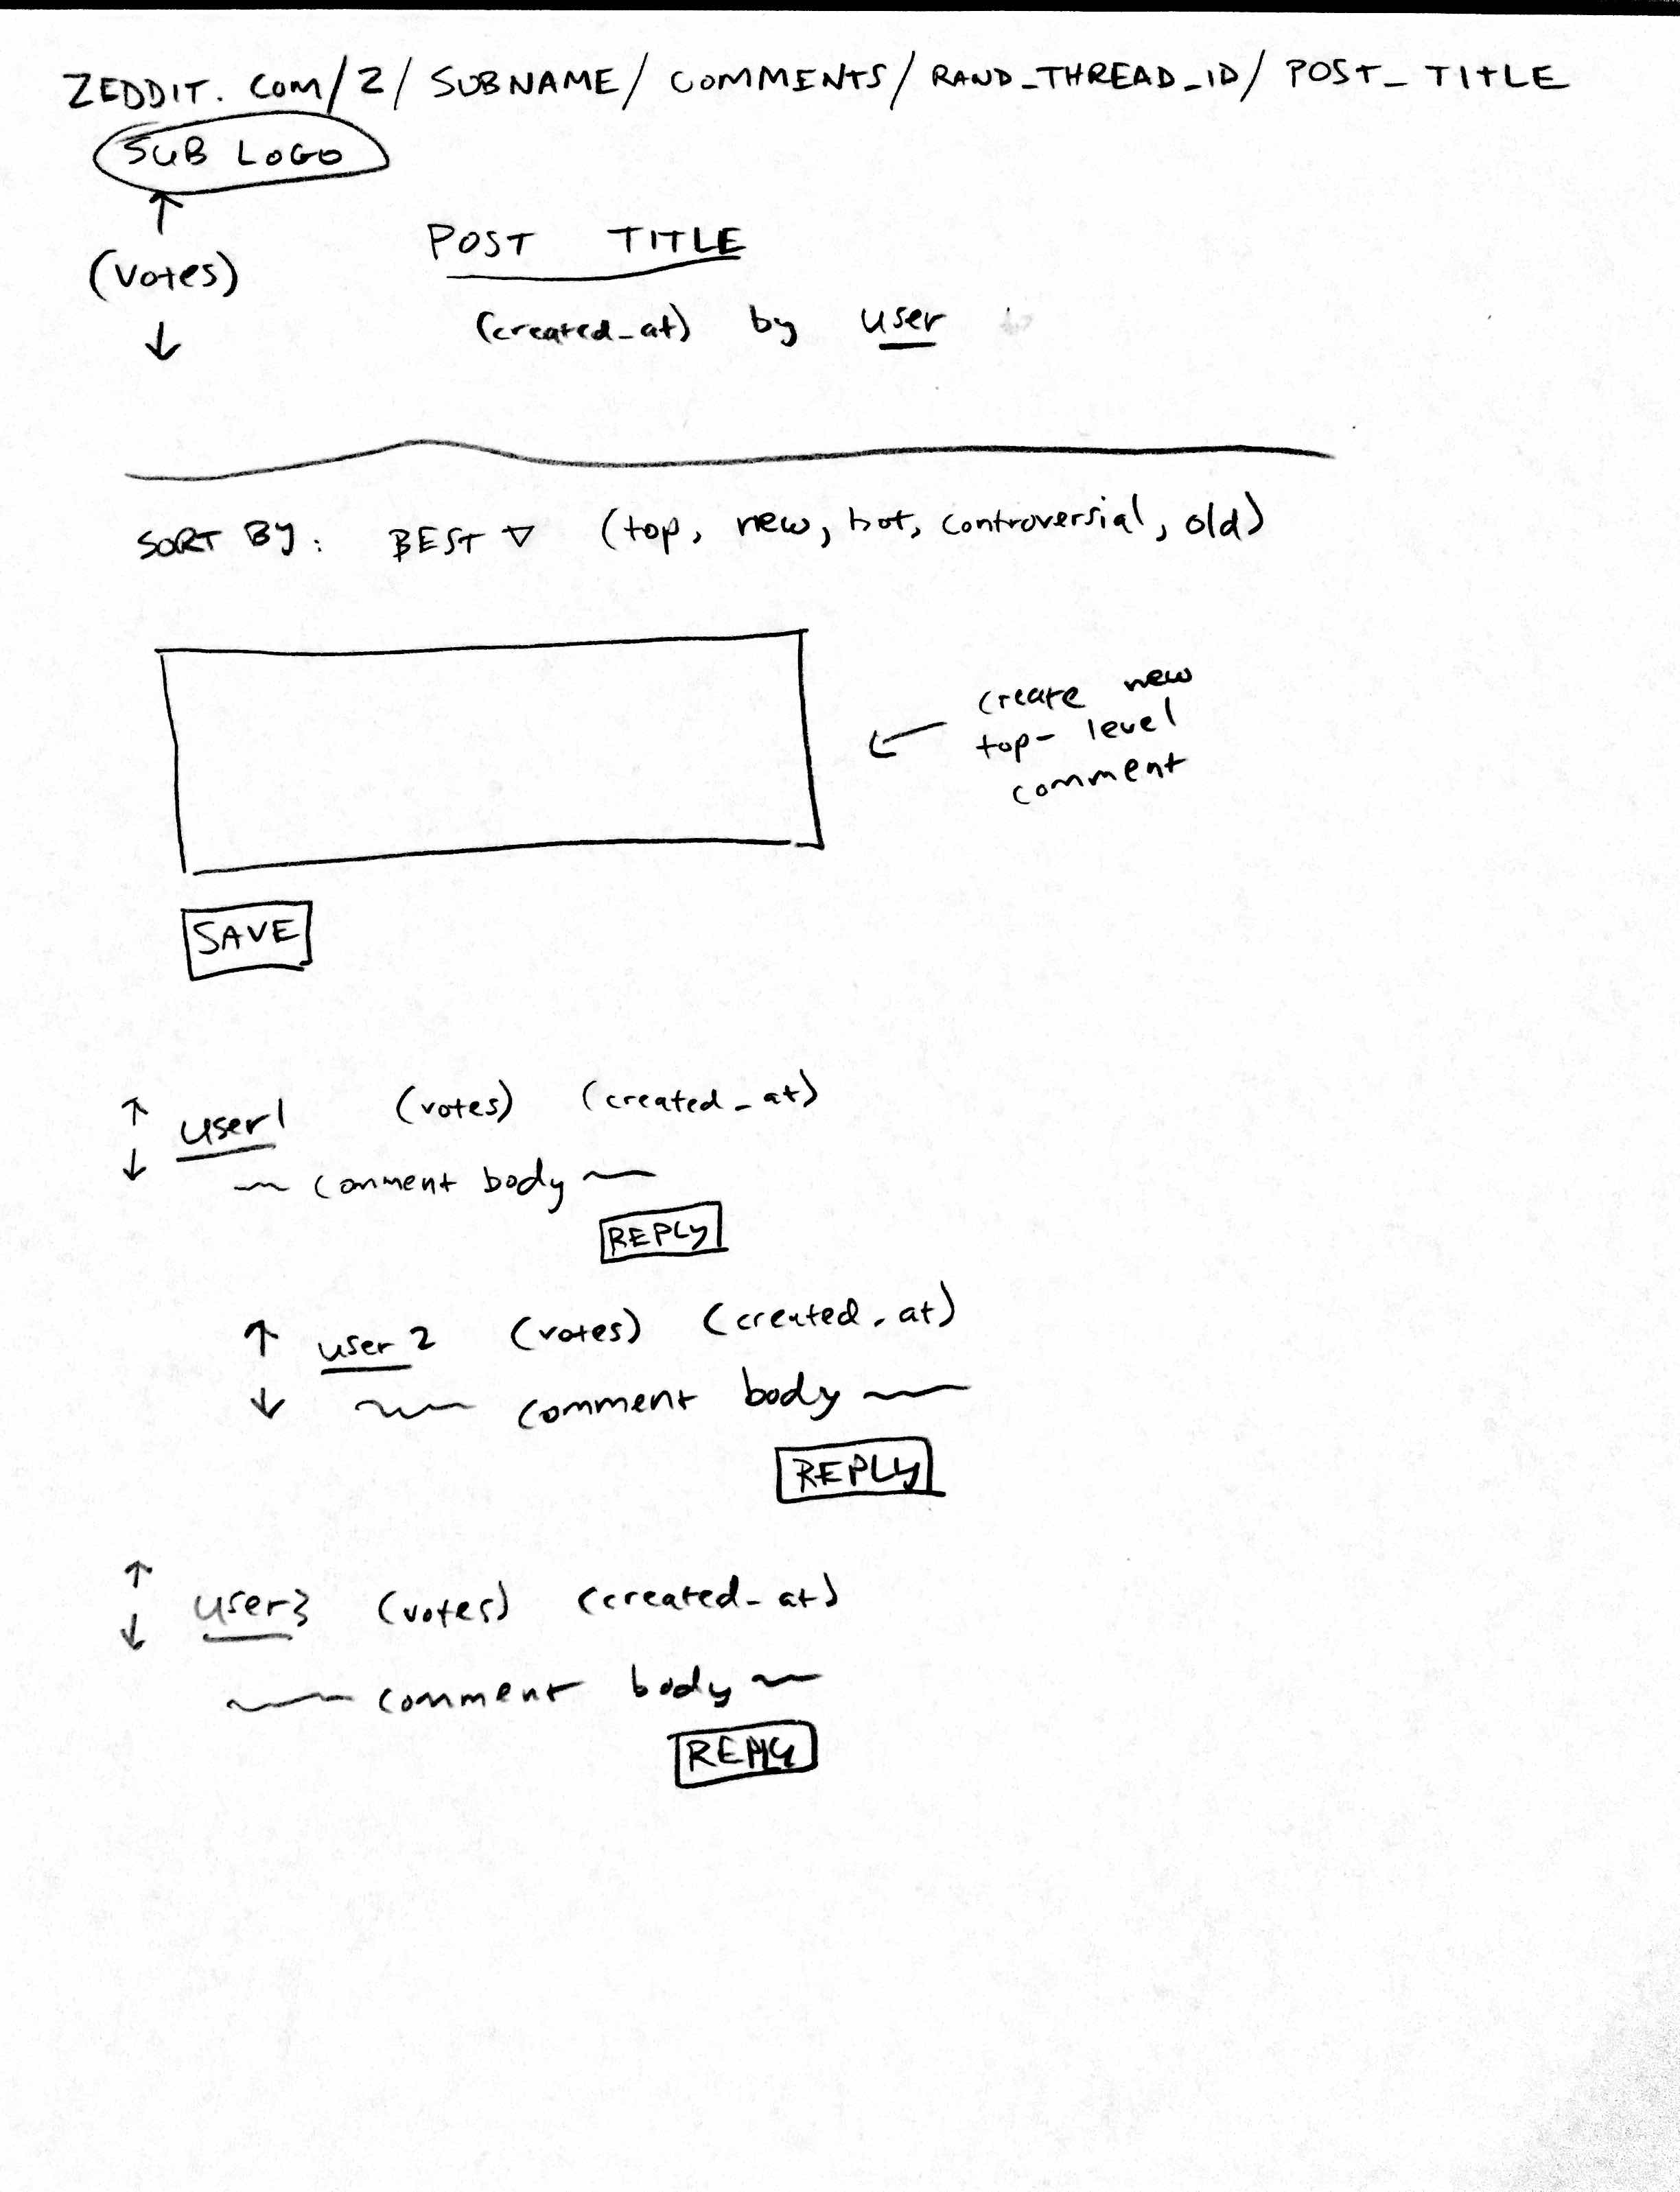 ZEDDIT.COM/Z/SUBNAME/COMMENTS/RAND_THREAD_ID/POST_TITLE
SUB LOGO
POST TITLE
(votes)
(created_at) by user
SORT BY: BEST ▽ (top, new, hot, controversial, old)
create new
top-level
comment
SAVE
user1 (votes) (created_at)
comment body
REPLY
user2 (votes) (created_at)
comment body
REPLY
user3 (votes) (created_at)
comment body
REPLY